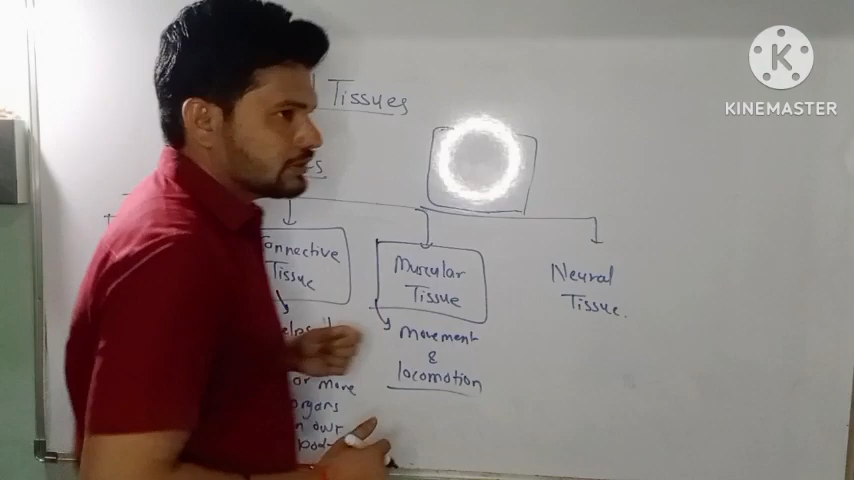 Tissues
KINEMASTER
Connective
Tissue
Muscular
Tissue
Neural
Tissue.
Movement
&
locomotion
or more
organs
our